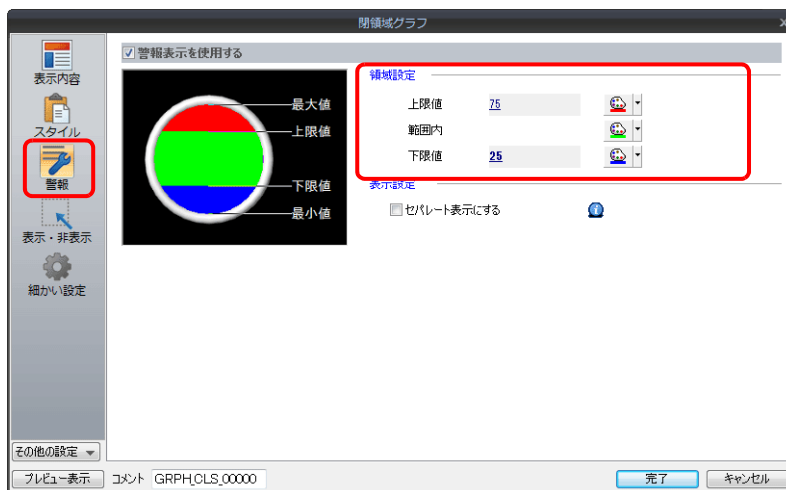 閉領域グラフ
表示内容
スタイル
警報
表示・非表示
細かい設定
その他の設定
プレビュー表示
警報表示を使用する
最大値
上限値
下限値
最小値
領域設定
上限値 75
範囲内
下限値 25
表示設定
セパレート表示にする
コメント GRPH_CLS_00000
完了
キャンセル